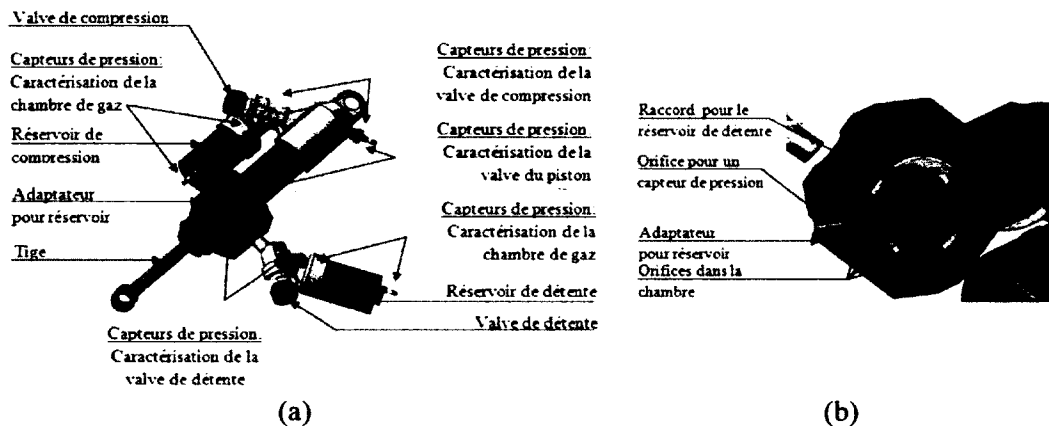 Valve de compression
Capteurs de pression:
Caractérisation de la
chambre de gaz
Réservoir de
compression
Adaptateur
pour réservoir
Tige
Capteurs de pression.
Caractérisation de la
valve de détente
Capteurs de pression:
Caractérisation de la
valve de compression
Capteurs de pression
Caractérisation de la
valve du piston
Capteurs de pression:
Caractérisation de la
chambre de gaz
Réservoir de détente
Valve de détente
(a)
Raccord pour le
réservoir de détente
Orifice pour un
capteur de pression
Adaptateur
pour réservoir
Orifices dans la
chambre
(b)